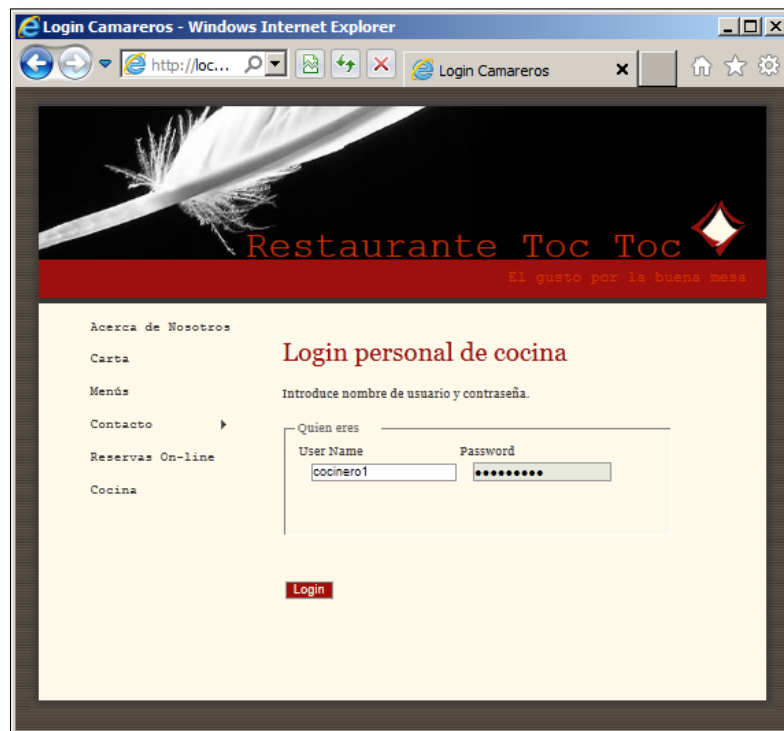 Login Camareros - Windows Internet Explorer
http://loc...
Login Camareros
Restaurante Toc Toc
El gusto por la buena mesa
Acerca de Nosotros
Carta
Menús
Contacto
Reservas On-line
Cocina
Login personal de cocina
Introduce nombre de usuario y contraseña.
Quien eres
User Name Password
cocinero1 •••••••••
Login